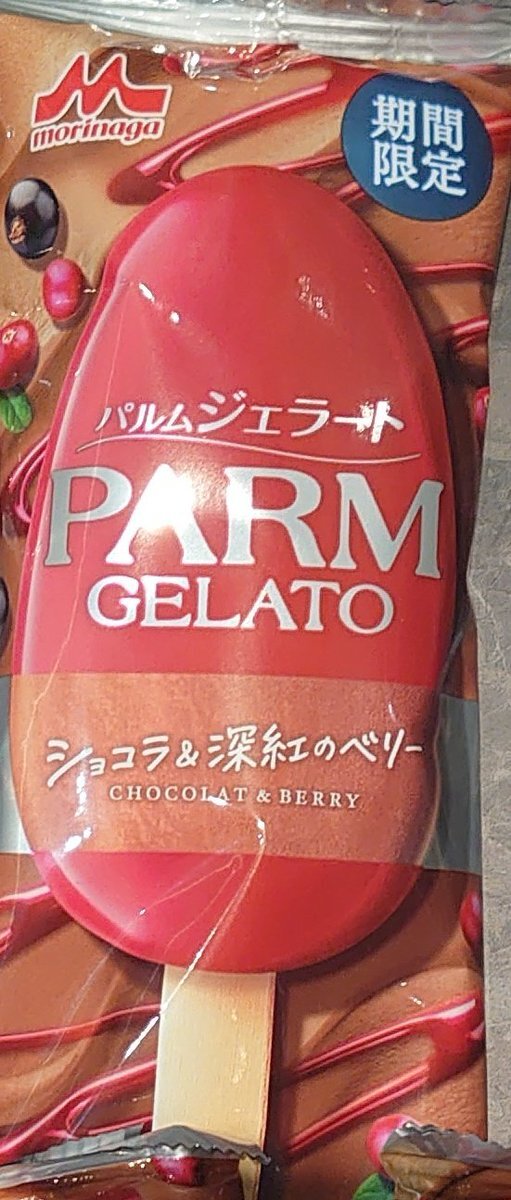 morinaga
期間
限定
パルムジェラート
PARM
GELATO
ショコラ&深紅のベリー
CHOCOLAT & BERRY